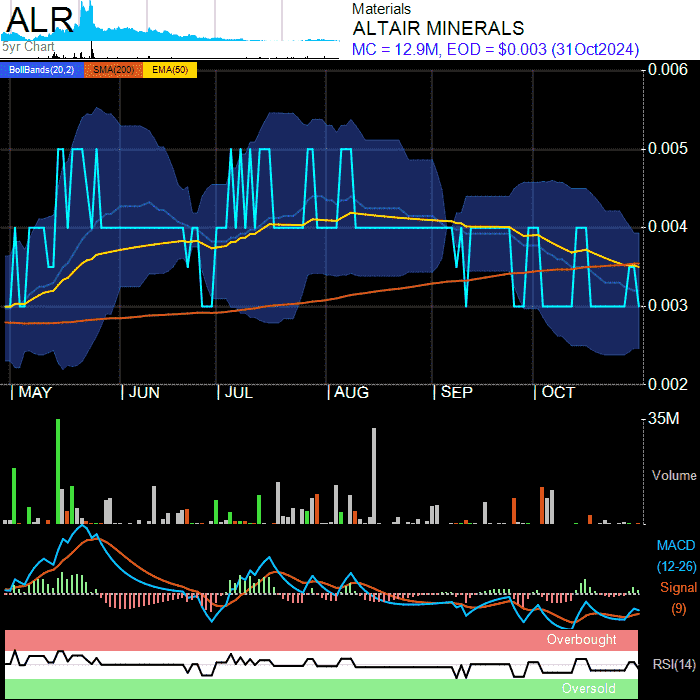 ALR
5yr Chart
Materials
ALTAIR MINERALS
MC = 12.9M, EOD = $0.003 (31Oct2024)
BollBands(20,2) SMA(200) EMA(50)
0.006
0.005
0.004
0.003
0.002
MAY JUN JUL AUG SEP OCT
35M
Volume
MACD
(12-26)
Signal
(9)
Overbought
RSI(14)
Oversold